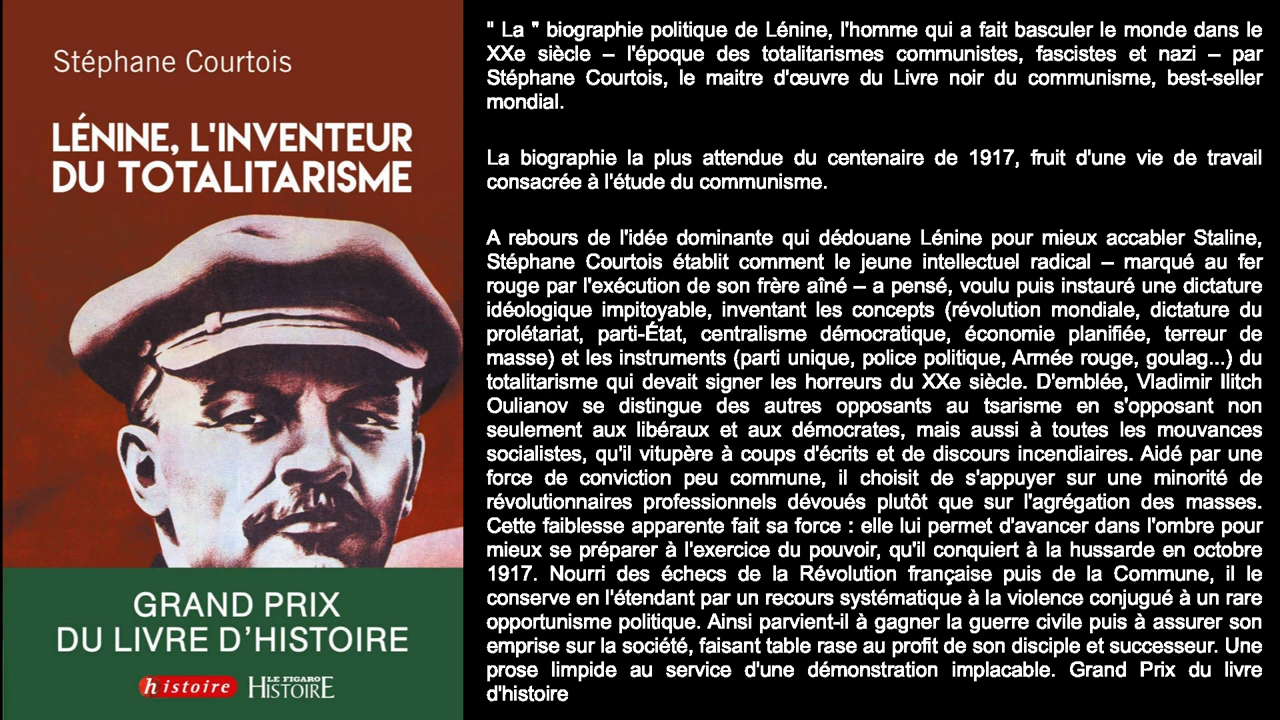 Stéphane Courtois
LÉNINE, L'INVENTEUR
DU TOTALITARISME
GRAND PRIX
DU LIVRE D'HISTOIRE
histoire
LE FIGARO
HISTOIRE
" La " biographie politique de Lénine, l'homme qui a fait basculer le monde dans le
XXe siècle – l'époque des totalitarismes communistes, fascistes et nazi – par
Stéphane Courtois, le maitre d'œuvre du Livre noir du communisme, best-seller
mondial.
La biographie la plus attendue du centenaire de 1917, fruit d'une vie de travail
consacrée à l'étude du communisme.
A rebours de l'idée dominante qui dédouane Lénine pour mieux accabler Staline,
Stéphane Courtois établit comment le jeune intellectuel radical – marqué au fer
rouge par l'exécution de son frère aîné – a pensé, voulu puis instauré une dictature
idéologique impitoyable, inventant les concepts (révolution mondiale, dictature du
prolétariat, parti-État, centralisme démocratique, économie planifiée, terreur de
masse) et les instruments (parti unique, police politique, Armée rouge, goulag...) du
totalitarisme qui devait signer les horreurs du XXe siècle. D'emblée, Vladimir Ilitch
Oulianov se distingue des autres opposants au tsarisme en s'opposant non
seulement aux libéraux et aux démocrates, mais aussi à toutes les mouvances
socialistes, qu'il vitupère à coups d'écrits et de discours incendiaires. Aidé par une
force de conviction peu commune, il choisit de s'appuyer sur une minorité de
révolutionnaires professionnels dévoués plutôt que sur l'agrégation des masses.
Cette faiblesse apparente fait sa force : elle lui permet d'avancer dans l'ombre pour
mieux se préparer à l'exercice du pouvoir, qu'il conquiert à la hussarde en octobre
1917. Nourri des échecs de la Révolution française puis de la Commune, il le
conserve en l'étendant par un recours systématique à la violence conjugué à un rare
opportunisme politique. Ainsi parvient-il à gagner la guerre civile puis à assurer son
emprise sur la société, faisant table rase au profit de son disciple et successeur. Une
prose limpide au service d'une démonstration implacable. Grand Prix du livre
d'histoire